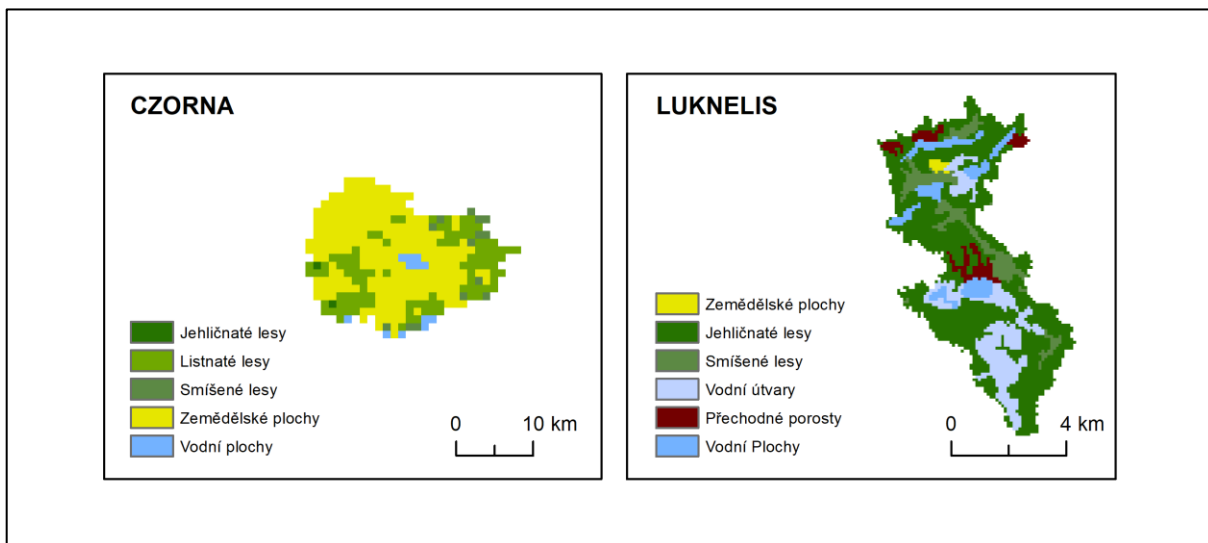 CZORNA
Jehličnaté lesy
Listnaté lesy
Smíšené lesy
Zemědělské plochy
Vodní plochy
0 10 km
LUKNELIS
Zemědělské plochy
Jehličnaté lesy
Smíšené lesy
Vodní útvary
Přechodné porosty
Vodní Plochy
0 4 km